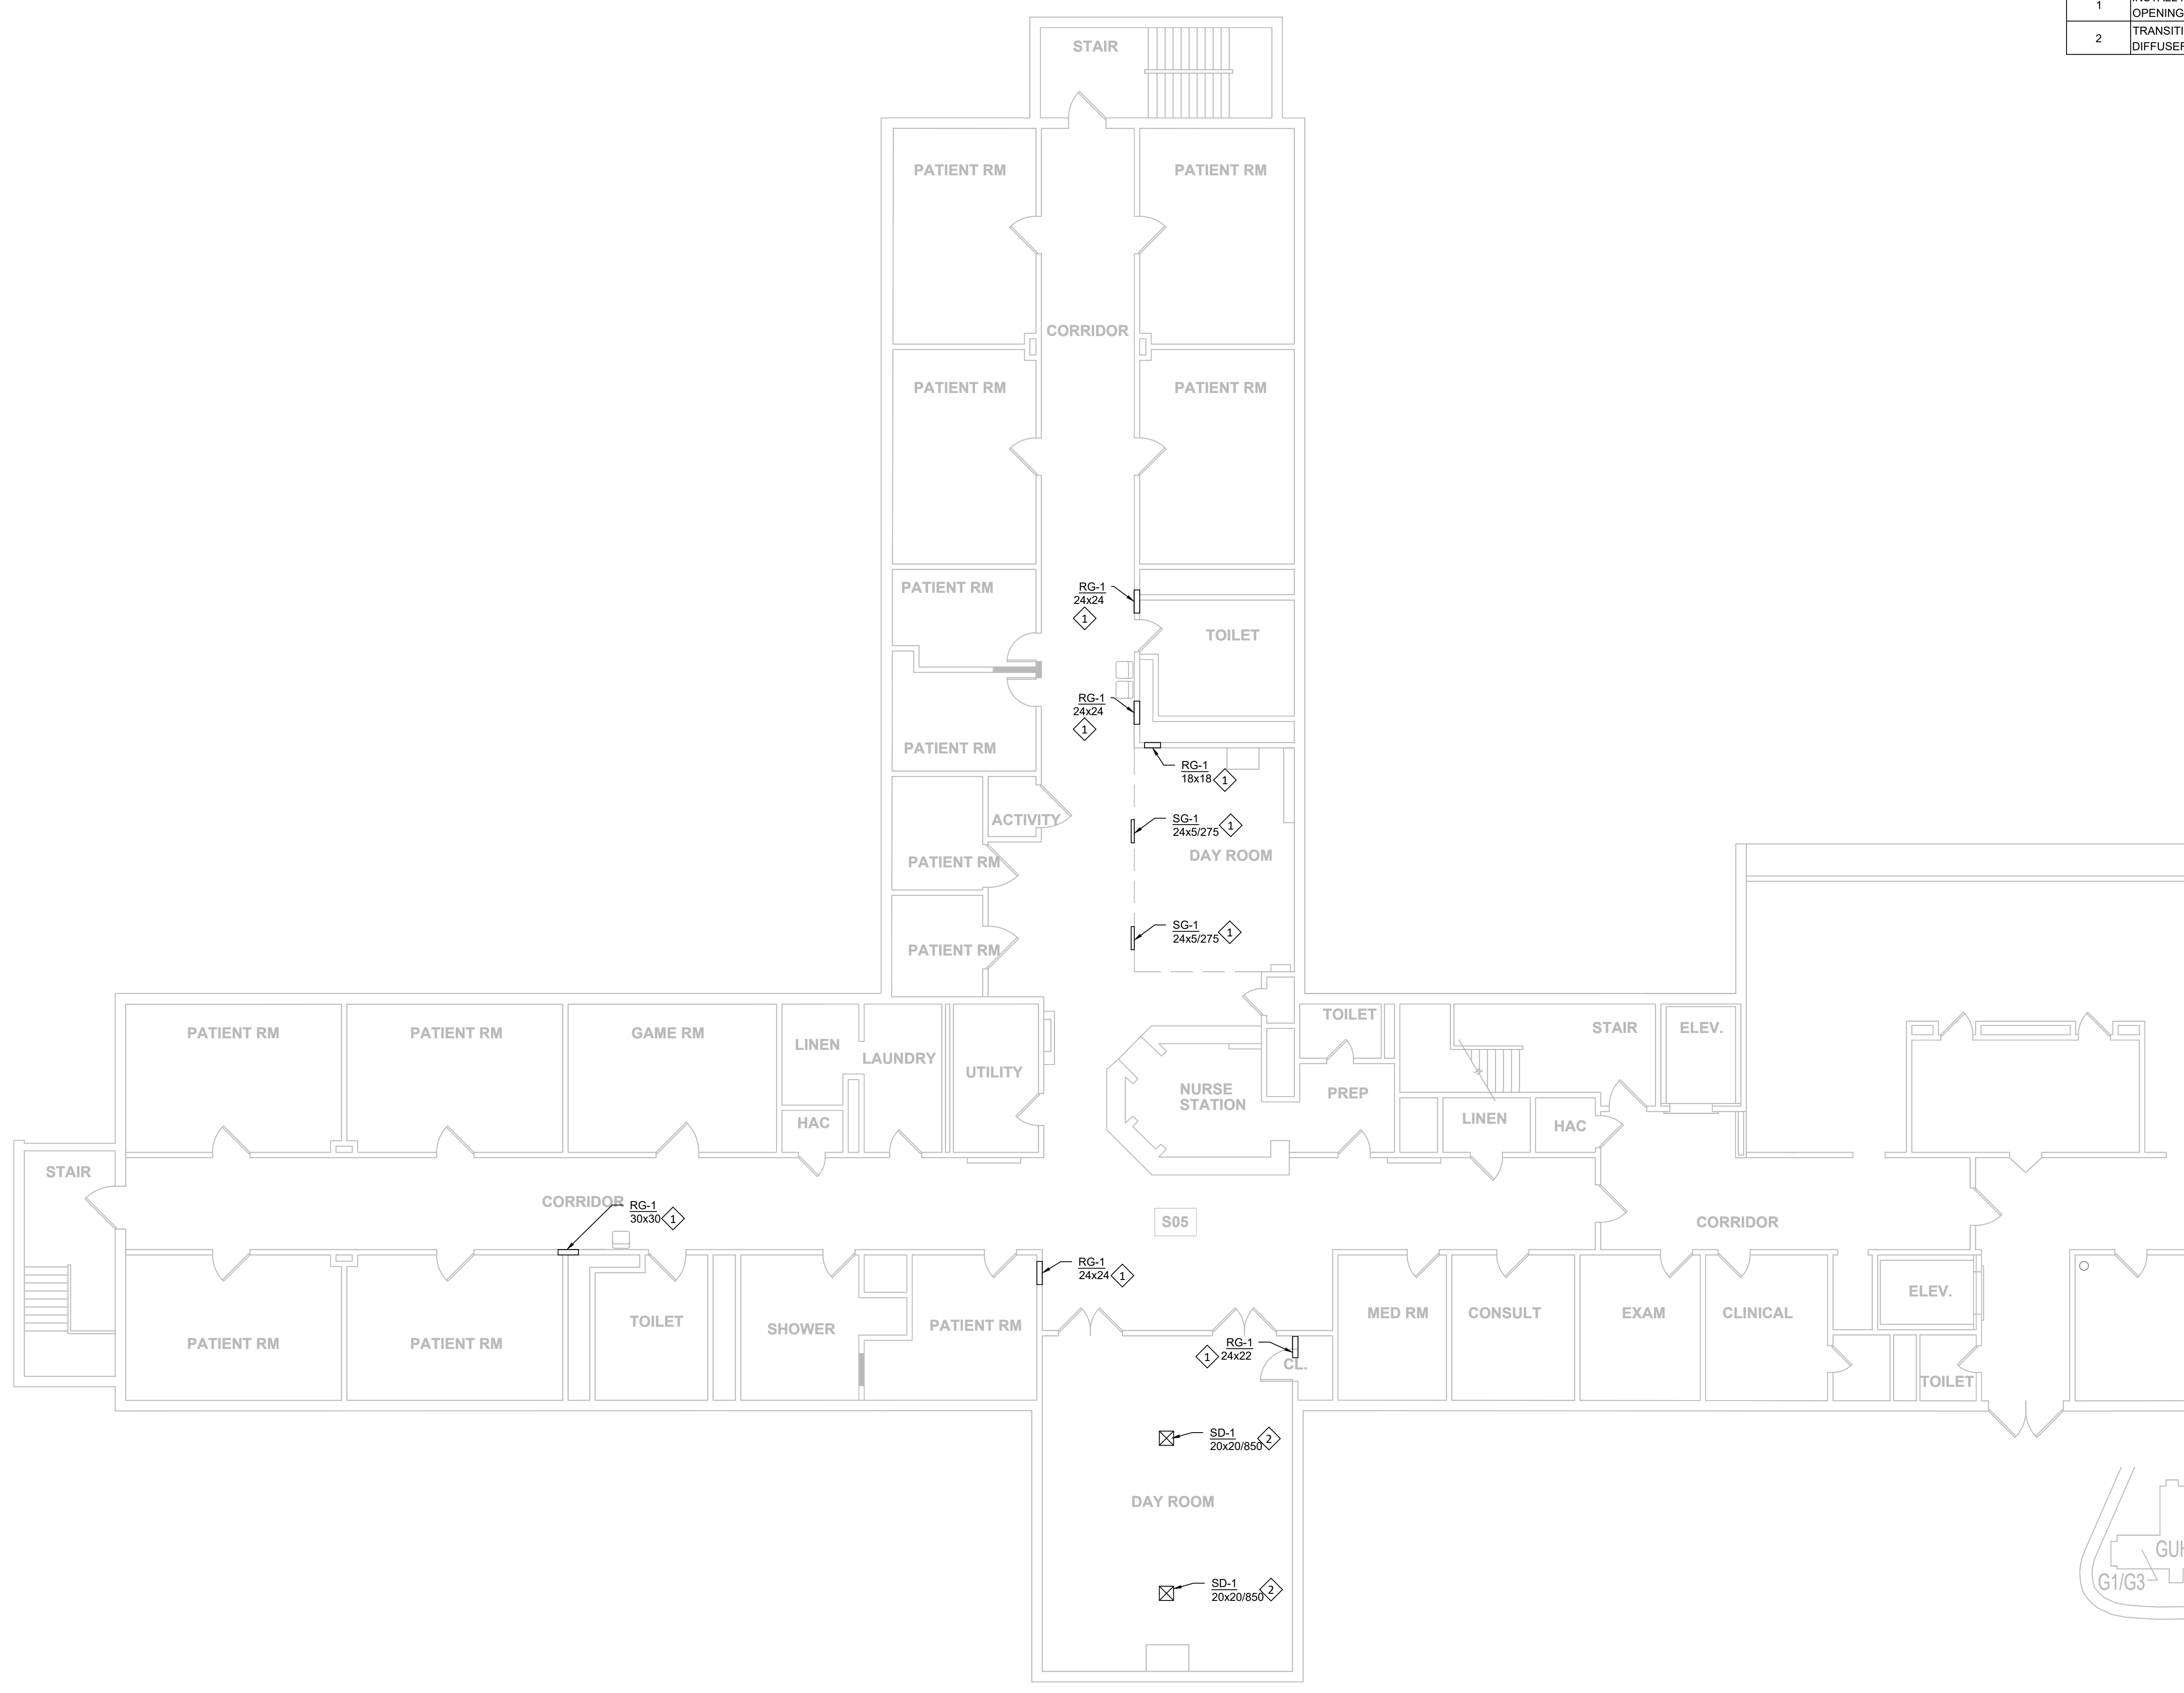 1
OPENING
2
TRANSITI
DIFFUSER
STAIR
PATIENT RM
PATIENT RM
CORRIDOR
PATIENT RM
PATIENT RM
PATIENT RM
RG-1
24x24
1
TOILET
RG-1
24x24
1
PATIENT RM
RG-1
18x18
1
ACTIVITY
SG-1
24x5/275
1
DAY ROOM
PATIENT RM
SG-1
24x5/275
1
PATIENT RM
PATIENT RM
PATIENT RM
GAME RM
LINEN
LAUNDRY
UTILITY
HAC
NURSE
STATION
TOILET
PREP
STAIR
ELEV.
LINEN
HAC
STAIR
CORRIDOR
RG-1
30x30
1
S05
CORRIDOR
RG-1
24x24
1
PATIENT RM
PATIENT RM
TOILET
SHOWER
PATIENT RM
MED RM
CONSULT
EXAM
CLINICAL
ELEV.
RG-1
24x22
1
CL.
TOILET
SD-1
20x20/850
2
DAY ROOM
SD-1
20x20/850
2
G1/G3